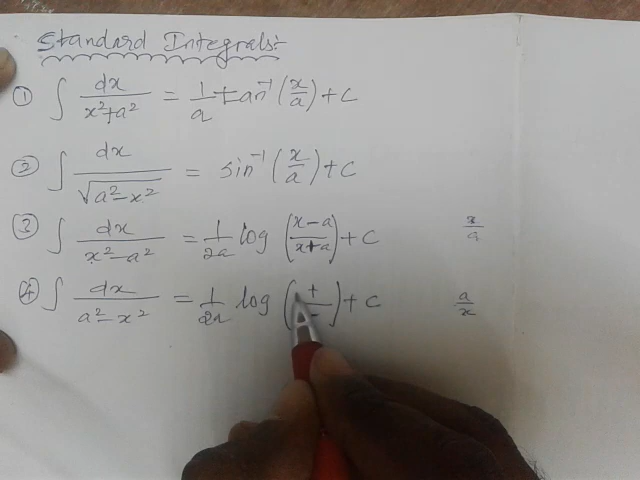 Standard Integrals:-
① ∫ dx/(x²+a²) = 1/a tan⁻¹(x/a)+c
② ∫ dx/√(a²-x²) = sin⁻¹(x/a)+c
③ ∫ dx/(x²-a²) = 1/2a log((x-a)/(x+a))+c x/a
④ ∫ dx/(a²-x²) = 1/2a log(+/-)+c a/x